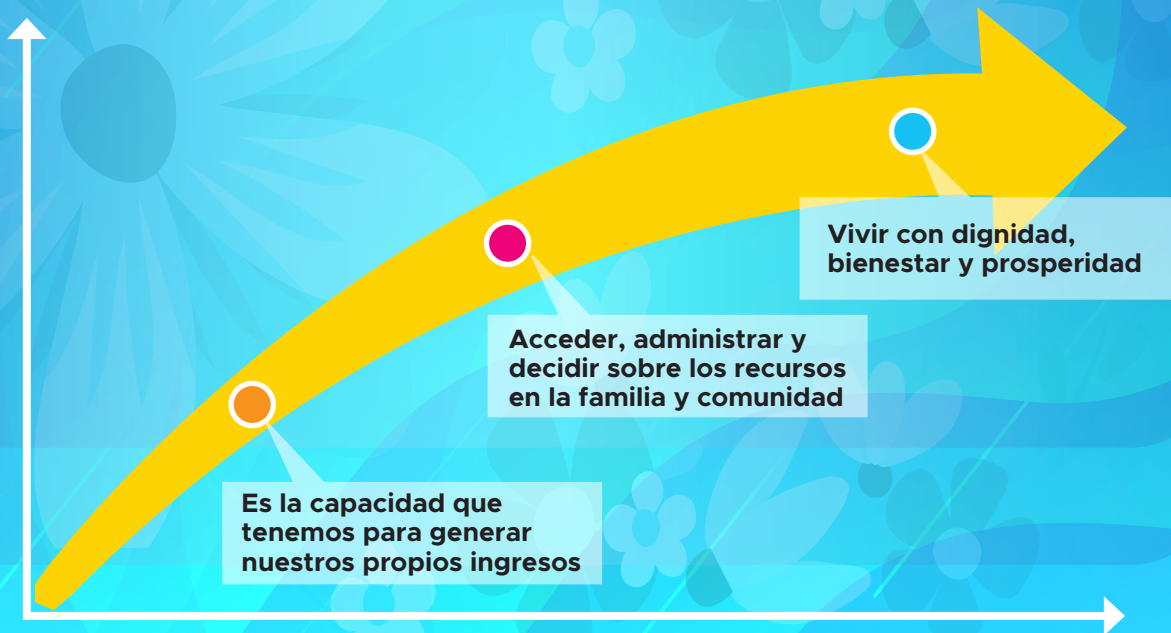 Vivir con dignidad,
bienestar y prosperidad
Acceder, administrar y
decidir sobre los recursos
en la familia y comunidad
Es la capacidad que
tenemos para generar
nuestros propios ingresos